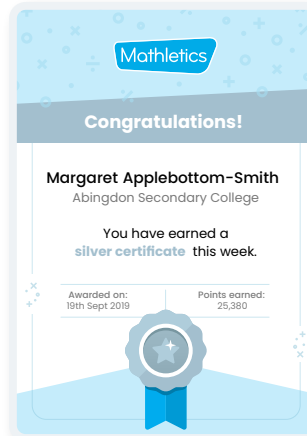 Mathletics
Congratulations!
Margaret Applebottom-Smith
Abingdon Secondary College
You have earned a
silver certificate this week.
Awarded on:
19th Sept 2019
Points earned:
25,380